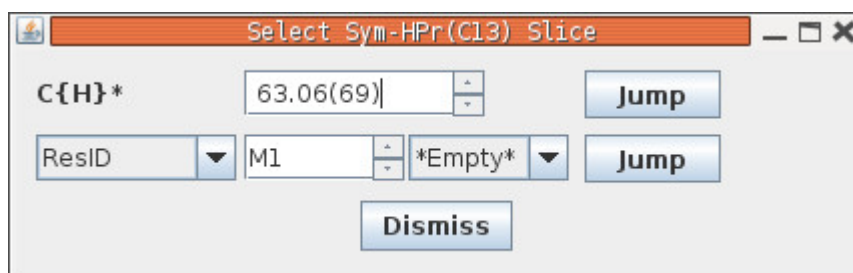 Select Sym-HPr(C13) Slice
C{H}* 63.06(69) Jump
ResID M1 *Empty* Jump
Dismiss